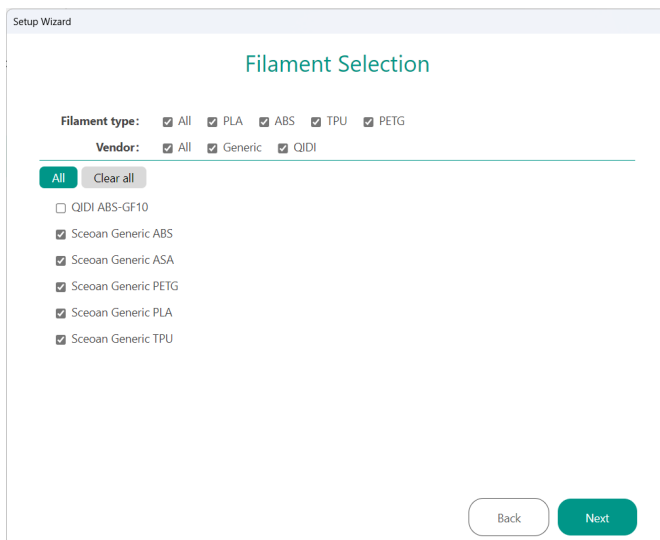 Setup Wizard
Filament Selection
Filament type: All PLA ABS TPU PETG
Vendor: All Generic QIDI
All Clear all
QIDI ABS-GF10
Sceoan Generic ABS
Sceoan Generic ASA
Sceoan Generic PETG
Sceoan Generic PLA
Sceoan Generic TPU
Back Next